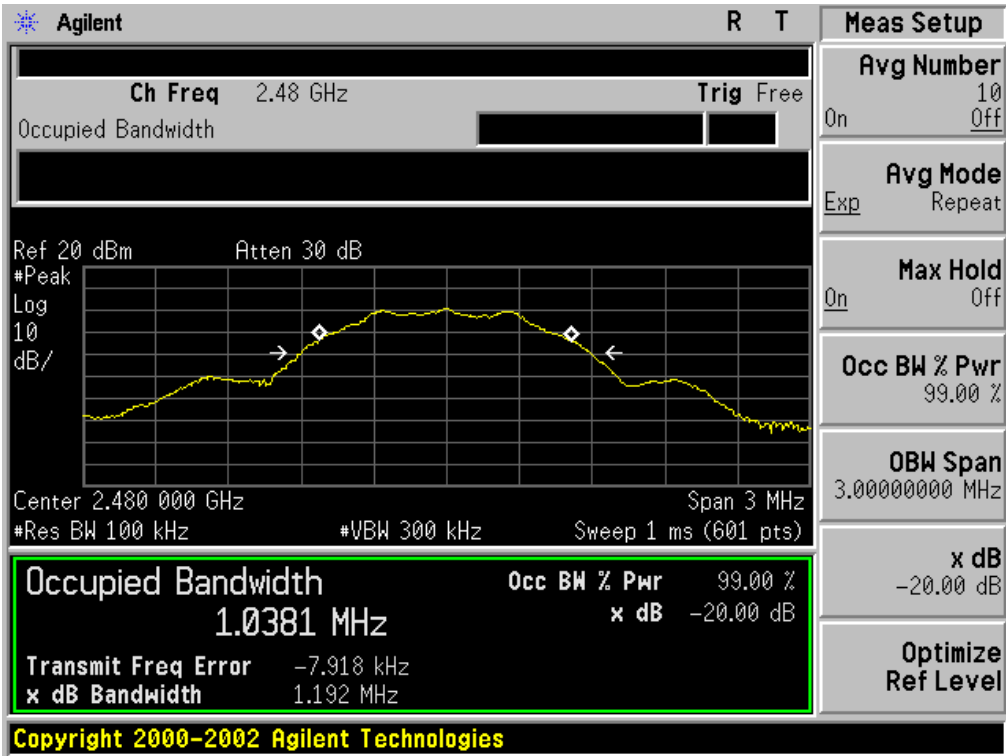 Agilent R T
Ch Freq 2.48 GHz Trig Free
Occupied Bandwidth
Ref 20 dBm Atten 30 dB
#Peak
Log
10
dB/
Center 2.480 000 GHz Span 3 MHz
#Res BW 100 kHz #VBW 300 kHz Sweep 1 ms (601 pts)
Occupied Bandwidth Occ BW % Pwr 99.00 %
1.0381 MHz x dB -20.00 dB
Transmit Freq Error -7.918 kHz
x dB Bandwidth 1.192 MHz
Copyright 2000-2002 Agilent Technologies
Meas Setup
Avg Number
10
On Off
Avg Mode
Exp Repeat
Max Hold
On Off
Occ BW % Pwr
99.00 %
OBW Span
3.00000000 MHz
x dB
-20.00 dB
Optimize
Ref Level